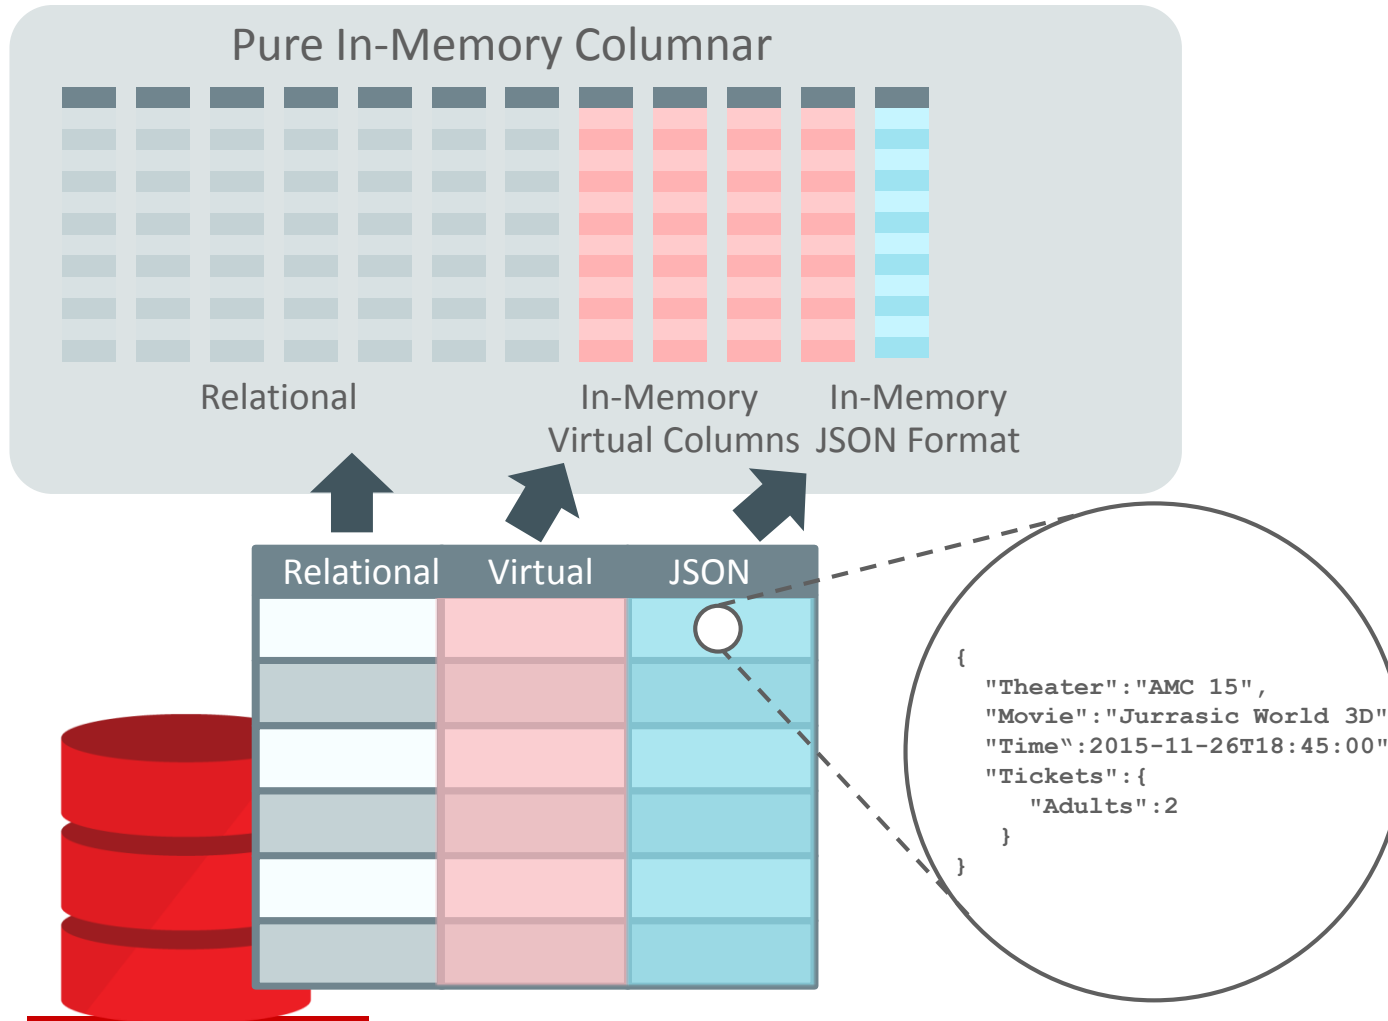 Pure In-Memory Columnar
Relational
In-Memory
Virtual Columns
In-Memory
JSON Format
Relational Virtual JSON
{
"Theater":"AMC 15",
"Movie":"Jurrasic World 3D"
"Time‟:2015-11-26T18:45:00"
"Tickets":{
"Adults":2
}
}